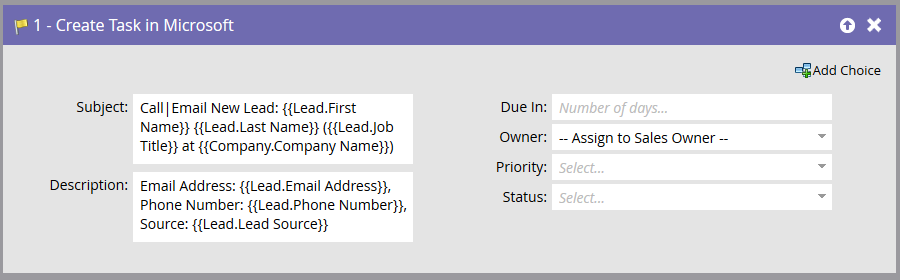 1 - Create Task in Microsoft
Add Choice
Subject: Call|Email New Lead: {{Lead.First
Name}} {{Lead.Last Name}} ({{Lead.Job
Title}} at {{Company.Company Name}})
Description: Email Address: {{Lead.Email Address}},
Phone Number: {{Lead.Phone Number}},
Source: {{Lead.Lead Source}}
Due In: Number of days...
Owner: -- Assign to Sales Owner --
Priority: Select...
Status: Select...